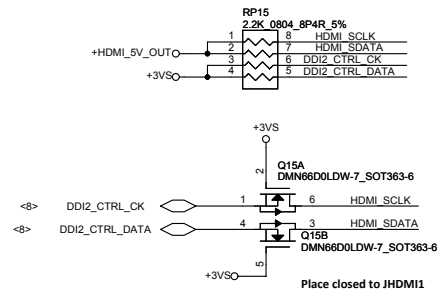 RP15
2.2K_0804_8P4R_5%
1 8 HDMI_SCLK
+HDMI_5V_OUT 2 7 HDMI_SDATA
3 6 DDI2_CTRL_CK
+3VS 4 5 DDI2_CTRL_DATA
+3VS
2
Q15A
DMN66D0LDW-7_SOT363-6
<8> DDI2_CTRL_CK 1 6 HDMI_SCLK
<8> DDI2_CTRL_DATA 4 3 HDMI_SDATA
Q15B
DMN66D0LDW-7_SOT363-6
5
+3VS
Place closed to JHDMI1